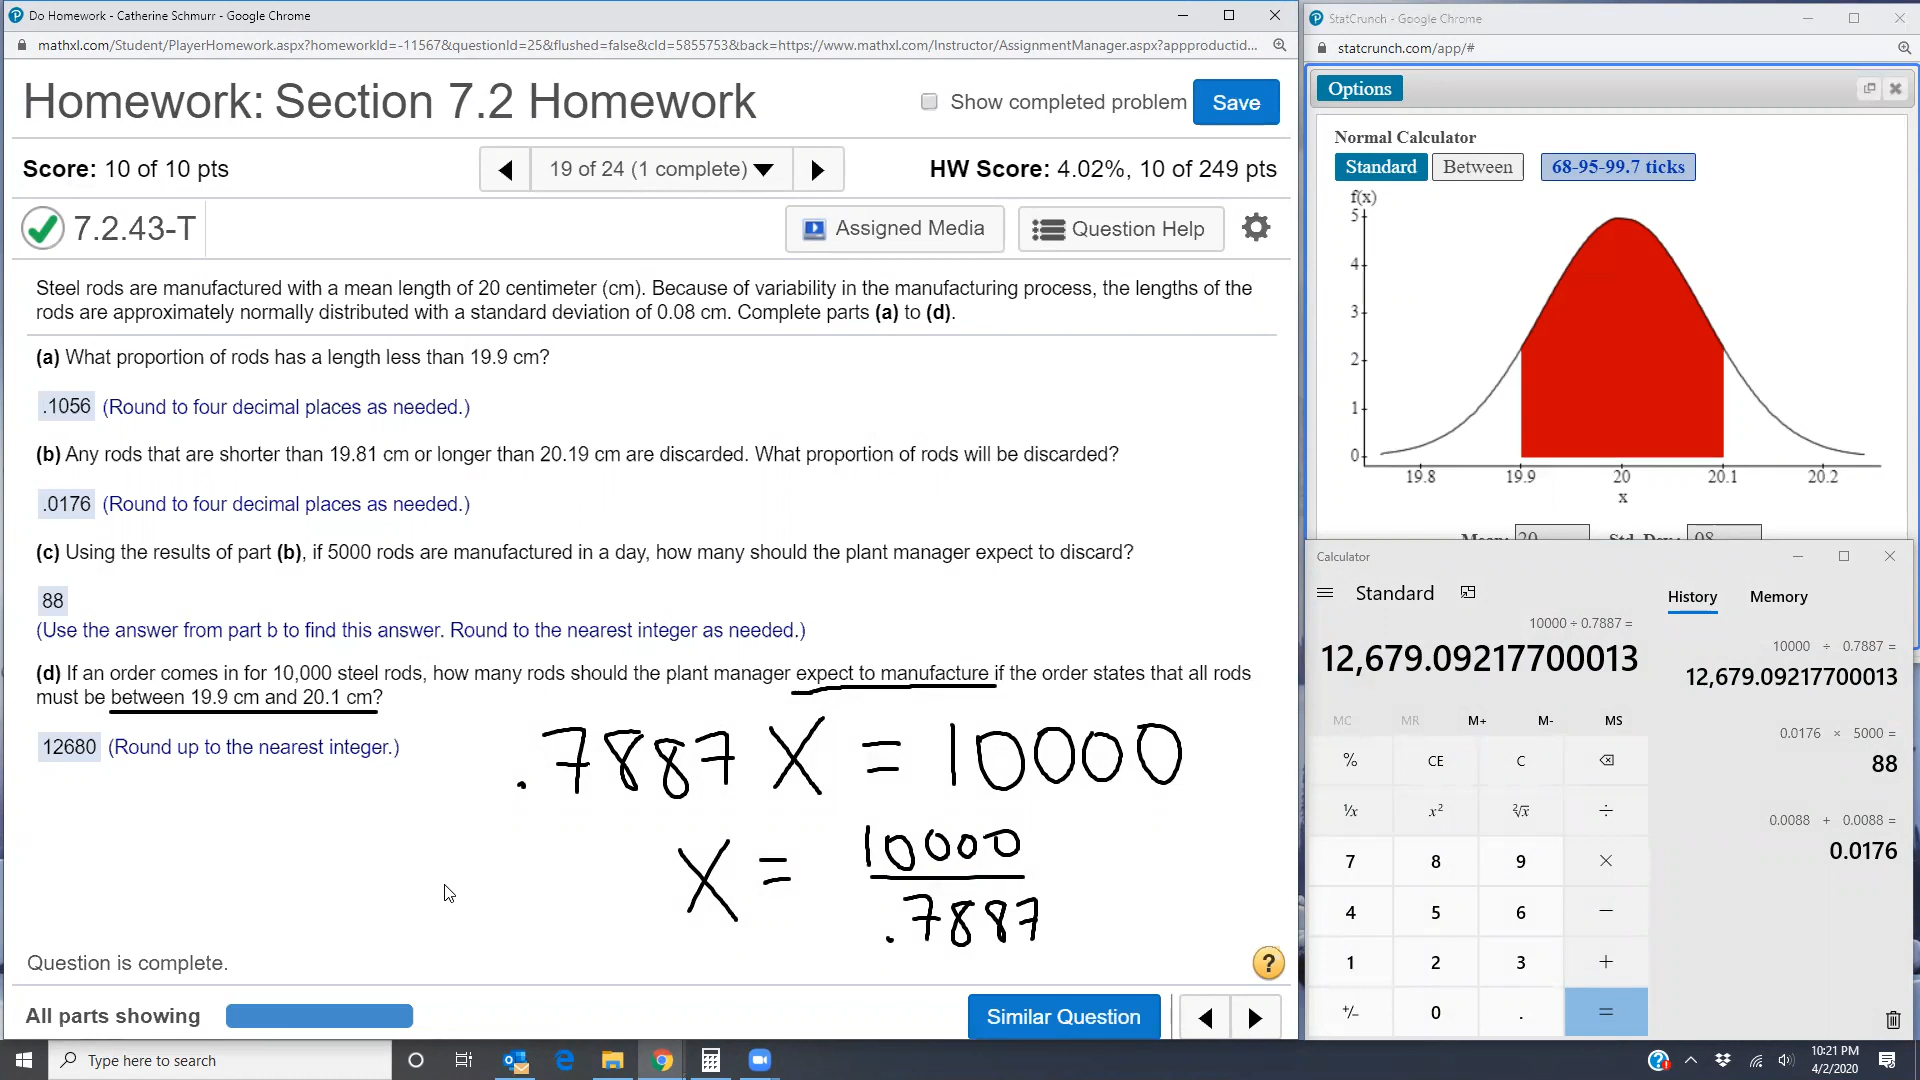 Do Homework - Catherine Schmurr - Google Chrome
mathxl.com/Student/PlayerHomework.aspx?homeworkId=-11567&questionId=25&flushed=false&cId=5855753&back=https://www.mathxl.com/Instructor/AssignmentManager.aspx?appproductid...
Homework: Section 7.2 Homework
Show completed problem
Save
Score: 10 of 10 pts
19 of 24 (1 complete)
HW Score: 4.02%, 10 of 249 pts
7.2.43-T
Assigned Media
Question Help
Steel rods are manufactured with a mean length of 20 centimeter (cm). Because of variability in the manufacturing process, the lengths of the
rods are approximately normally distributed with a standard deviation of 0.08 cm. Complete parts (a) to (d).
(a) What proportion of rods has a length less than 19.9 cm?
.1056 (Round to four decimal places as needed.)
(b) Any rods that are shorter than 19.81 cm or longer than 20.19 cm are discarded. What proportion of rods will be discarded?
.0176 (Round to four decimal places as needed.)
(c) Using the results of part (b), if 5000 rods are manufactured in a day, how many should the plant manager expect to discard?
88
(Use the answer from part b to find this answer. Round to the nearest integer as needed.)
(d) If an order comes in for 10,000 steel rods, how many rods should the plant manager expect to manufacture if the order states that all rods
must be between 19.9 cm and 20.1 cm?
12680 (Round up to the nearest integer.)
.7887 X = 10000
X = 10000
.7887
Question is complete.
?
All parts showing
Similar Question
StatCrunch - Google Chrome
statcrunch.com/app/#
Options
Normal Calculator
Standard
Between
68-95-99.7 ticks
f(x)
5
4
3
2
1
0
19.8 19.9 20 20.1 20.2
x
Mean: 20 Std. Dev.: .08
Calculator
Standard
History
Memory
10000 ÷ 0.7887 =
12,679.09217700013
10000 ÷ 0.7887 =
12,679.09217700013
0.0176 × 5000 =
88
0.0088 + 0.0088 =
0.0176
MC MR M+ M- MS
% CE C
¹/x x² ²√x ÷
7 8 9 ×
4 5 6 −
1 2 3 +
+/- 0 . =
Type here to search
10:21 PM
4/2/2020